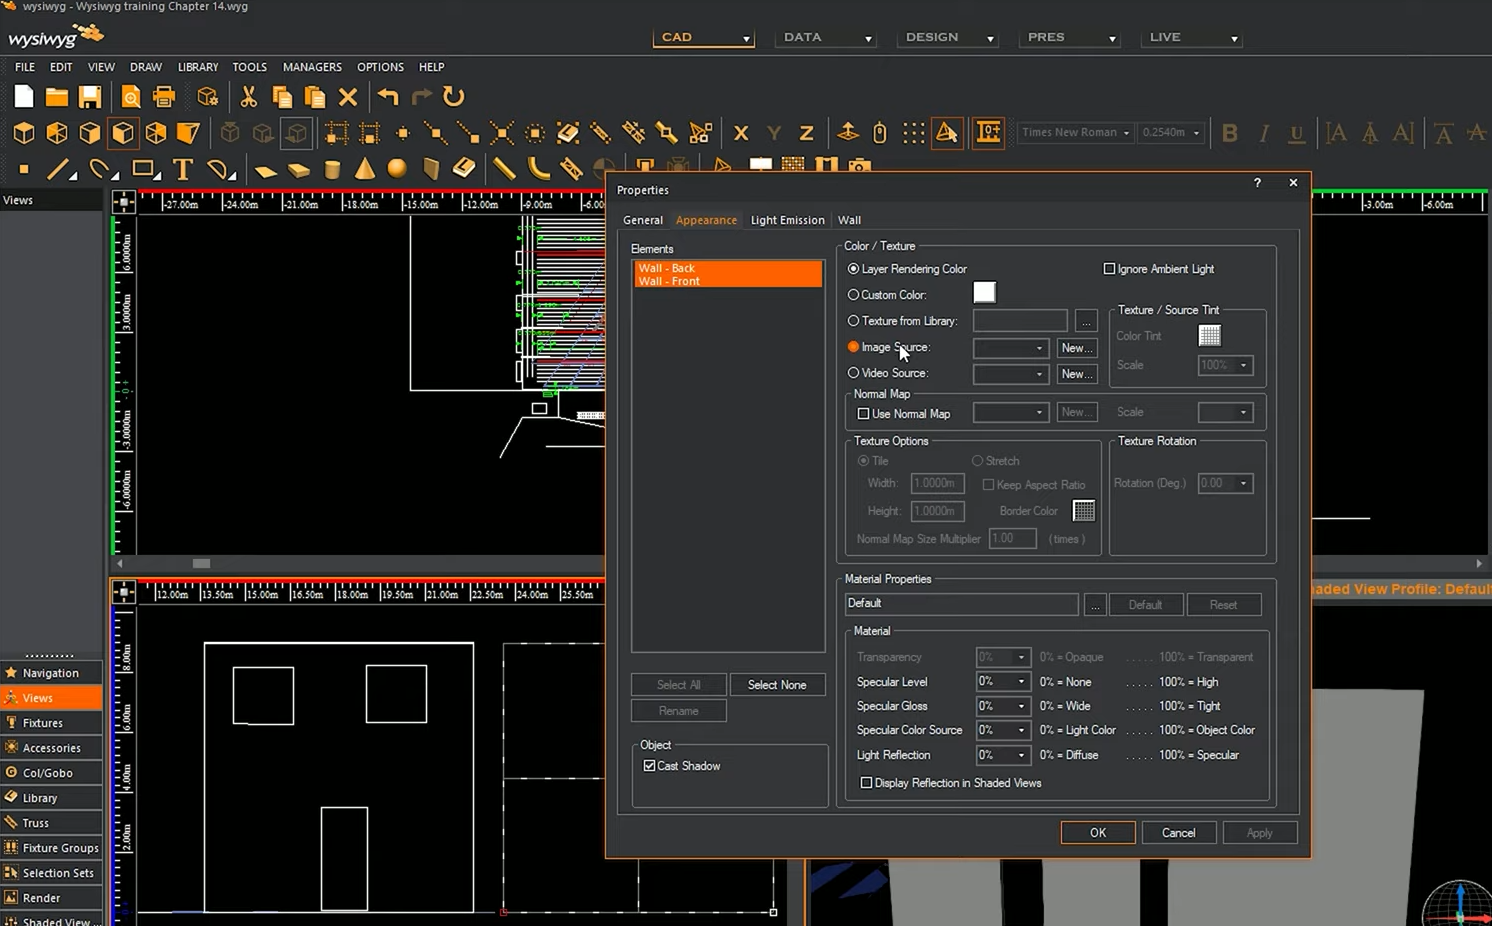 wysiwyg - Wysiwyg training Chapter 14.wyg
wysiwyg
CAD DATA DESIGN PRES LIVE
FILE EDIT VIEW DRAW LIBRARY TOOLS MANAGERS OPTIONS HELP
Times New Roman 0.2540m B I U
Views
-27.00m -24.00m -21.00m -18.00m -15.00m -12.00m -9.00m -6.00
-3.00m -6.00m
Properties
General Appearance Light Emission Wall
Elements
Wall - Back
Wall - Front
Select All Select None
Rename
Object
Cast Shadow
Color / Texture
Layer Rendering Color Ignore Ambient Light
Custom Color:
Texture from Library: ... Texture / Source Tint
Color Tint
Image Source: New...
Scale 100%
Video Source: New...
Normal Map
Use Normal Map New... Scale
Texture Options Texture Rotation
Tile Stretch
Width: 1.0000m Keep Aspect Ratio Rotation (Deg.) 0.00
Height: 1.0000m Border Color
Normal Map Size Multiplier 1.00 (times)
Material Properties
Default ... Default Reset
Material
Transparency 0% 0% = Opaque ..... 100% = Transparent
Specular Level 0% 0% = None ..... 100% = High
Specular Gloss 0% 0% = Wide ..... 100% = Tight
Specular Color Source 0% 0% = Light Color ..... 100% = Object Color
Light Reflection 0% 0% = Diffuse ..... 100% = Specular
Display Reflection in Shaded Views
OK Cancel Apply
6.0000m
3.0000m
-3.0000m
-6.0000m
12.00m 13.50m 15.00m 16.50m 18.00m 19.50m 21.00m 22.50m 24.00m 25.50m
8.00m
6.00m
4.00m
2.00m
aded View Profile: Defaul
Navigation
Views
Fixtures
Accessories
Col/Gobo
Library
Truss
Fixture Groups
Selection Sets
Render
Shaded View ...